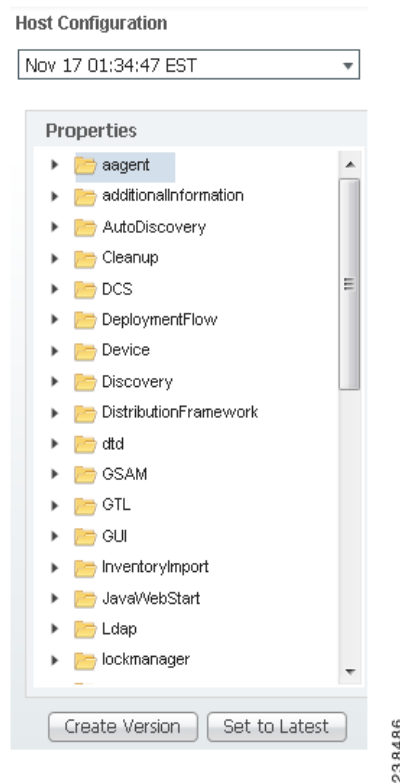 Host Configuration
Nov 17 01:34:47 EST
Properties
aagent
additionalInformation
AutoDiscovery
Cleanup
DCS
DeploymentFlow
Device
Discovery
DistributionFramework
dtd
GSAM
GTL
GUI
InventoryImport
JavaWebStart
Ldap
lockmanager
Create Version
Set to Latest
238486